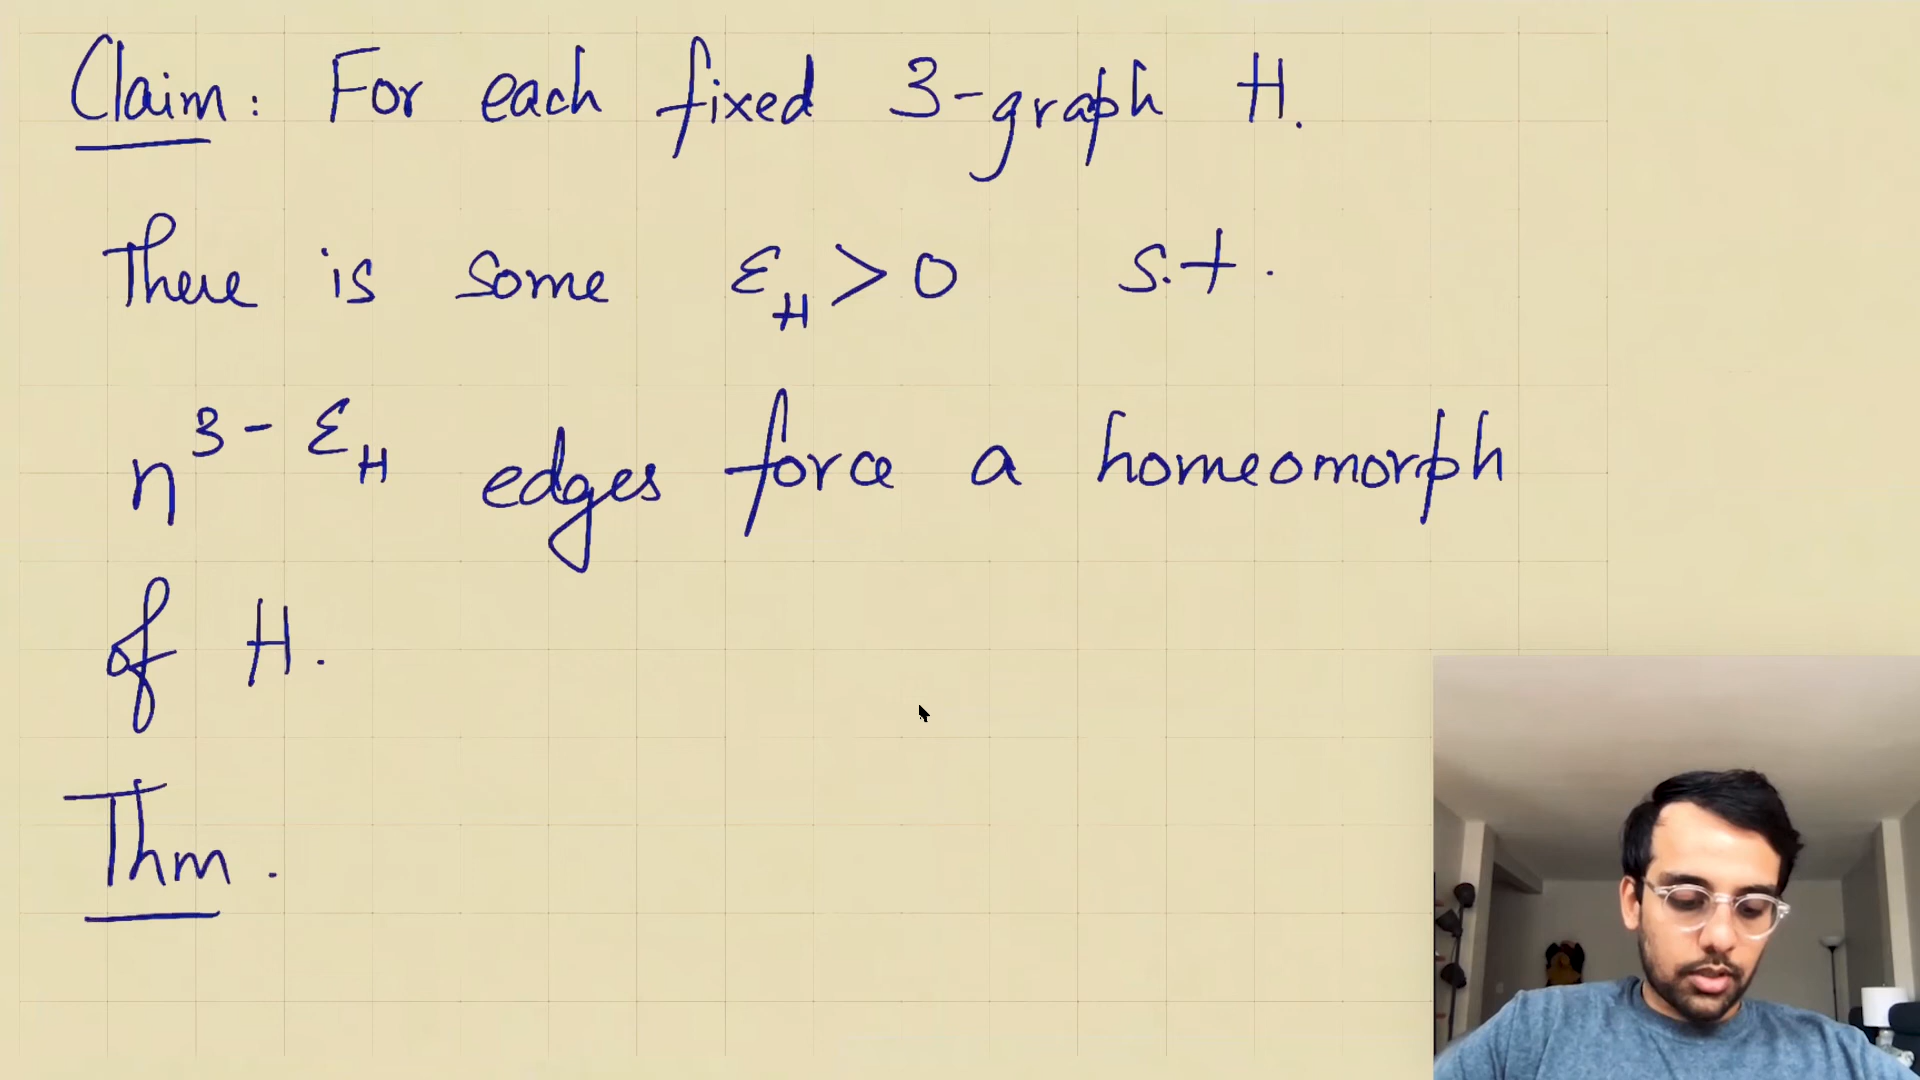 Claim: For each fixed 3-graph H.
There is some ε_H > 0 s.t.
n^{3-ε_H} edges force a homeomorph
of H.
Thm.